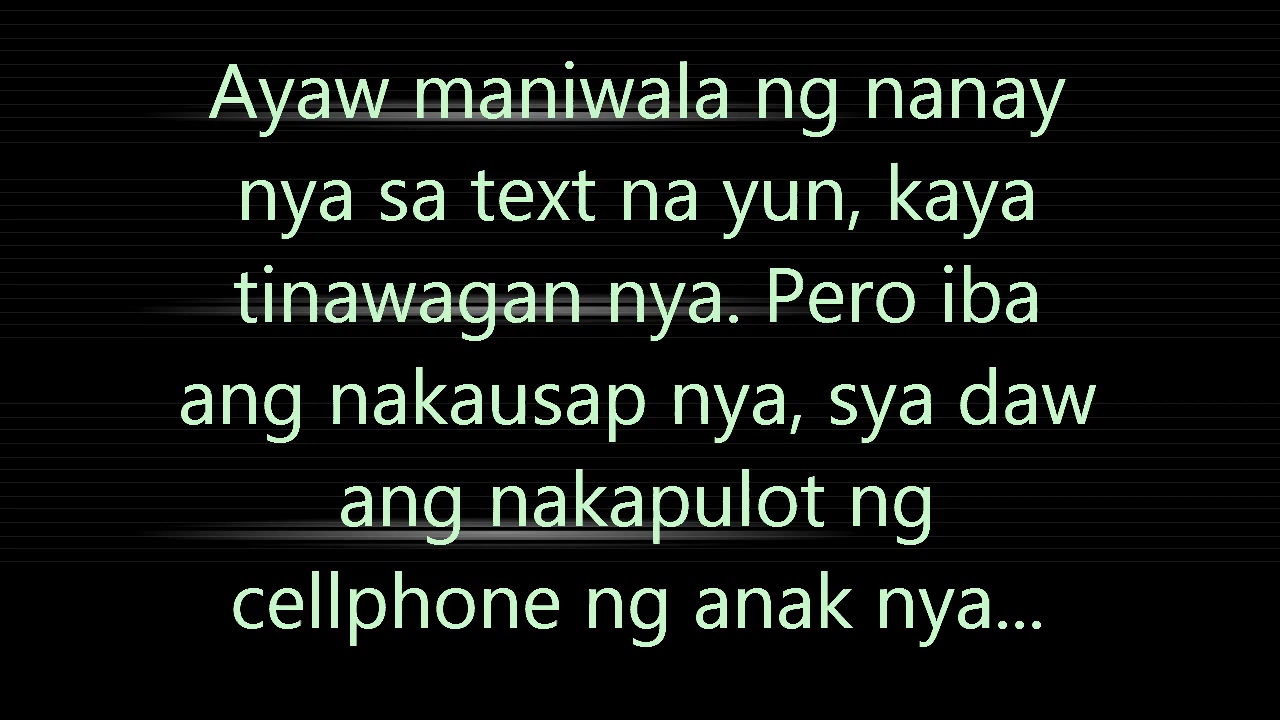 Ayaw maniwala ng nanay
nya sa text na yun, kaya
tinawagan nya. Pero iba
ang nakausap nya, sya daw
ang nakapulot ng
cellphone ng anak nya...